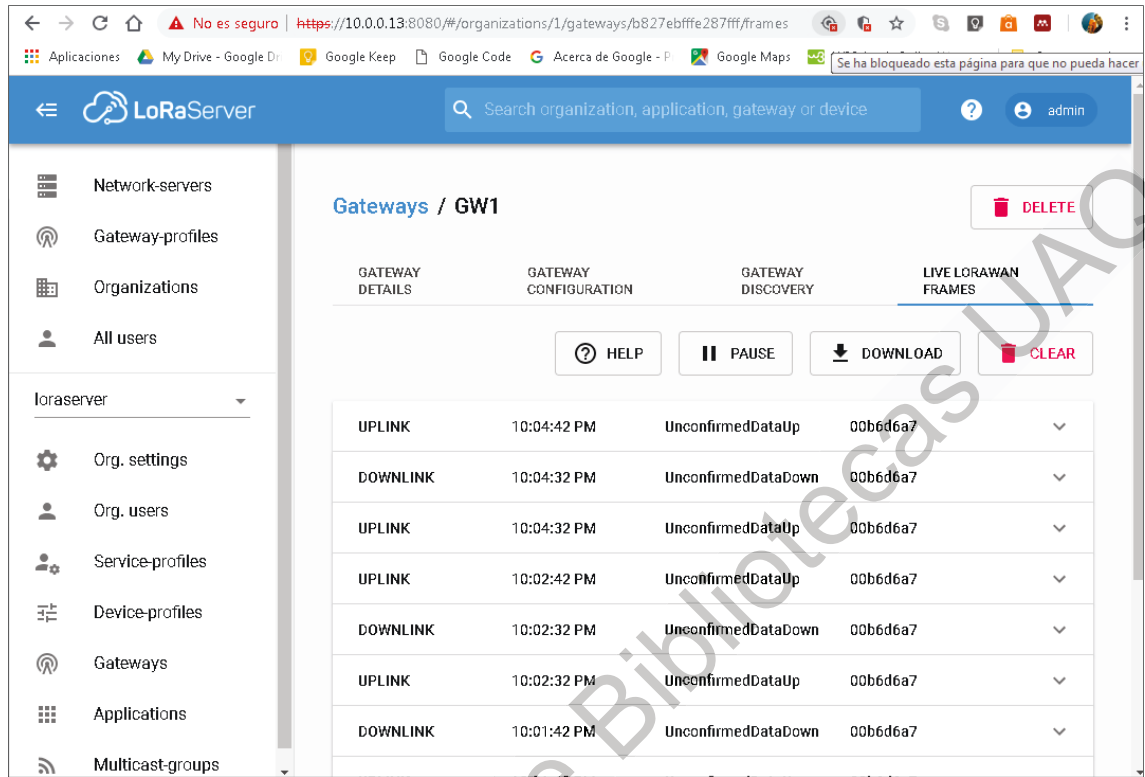 No es seguro | https://10.0.0.13:8080/#/organizations/1/gateways/b827ebfffe287fff/frames
Aplicaciones My Drive - Google Dr Google Keep Google Code Acerca de Google - P Google Maps
Se ha bloqueado esta página para que no pueda hacer
LoRaServer Search organization, application, gateway or device ? admin
Network-servers
Gateway-profiles
Organizations
All users
loraserver
Org. settings
Org. users
Service-profiles
Device-profiles
Gateways
Applications
Multicast-groups
Gateways / GW1 DELETE
GATEWAY DETAILS GATEWAY CONFIGURATION GATEWAY DISCOVERY LIVE LORAWAN FRAMES
HELP PAUSE DOWNLOAD CLEAR
UPLINK 10:04:42 PM UnconfirmedDataUp 00b6d6a7
DOWNLINK 10:04:32 PM UnconfirmedDataDown 00b6d6a7
UPLINK 10:04:32 PM UnconfirmedDataUp 00b6d6a7
UPLINK 10:02:42 PM UnconfirmedDataUp 00b6d6a7
DOWNLINK 10:02:32 PM UnconfirmedDataDown 00b6d6a7
UPLINK 10:02:32 PM UnconfirmedDataUp 00b6d6a7
DOWNLINK 10:01:42 PM UnconfirmedDataDown 00b6d6a7
e Bibliotecas UAQ